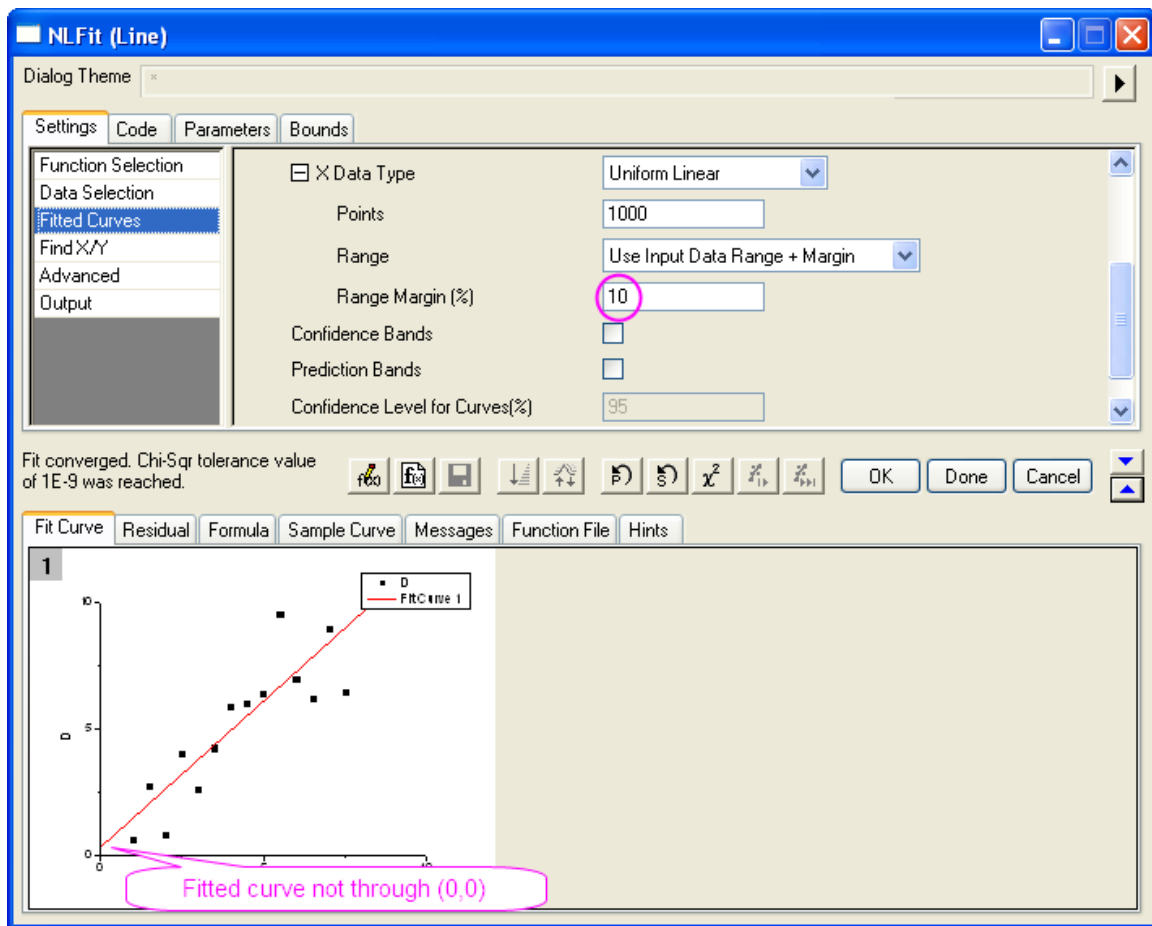 NLFit (Line)
Dialog Theme
Settings Code Parameters Bounds
Function Selection
Data Selection
Fitted Curves
Find X/Y
Advanced
Output
X Data Type Uniform Linear
Points 1000
Range Use Input Data Range + Margin
Range Margin (%) 10
Confidence Bands
Prediction Bands
Confidence Level for Curves(%) 95
Fit converged. Chi-Sqr tolerance value
of 1E-9 was reached.
f(x) P S χ² OK Done Cancel
Fit Curve Residual Formula Sample Curve Messages Function File Hints
1
D
FitCurve 1
10
5
0
D
0 5 10
Fitted curve not through (0,0)